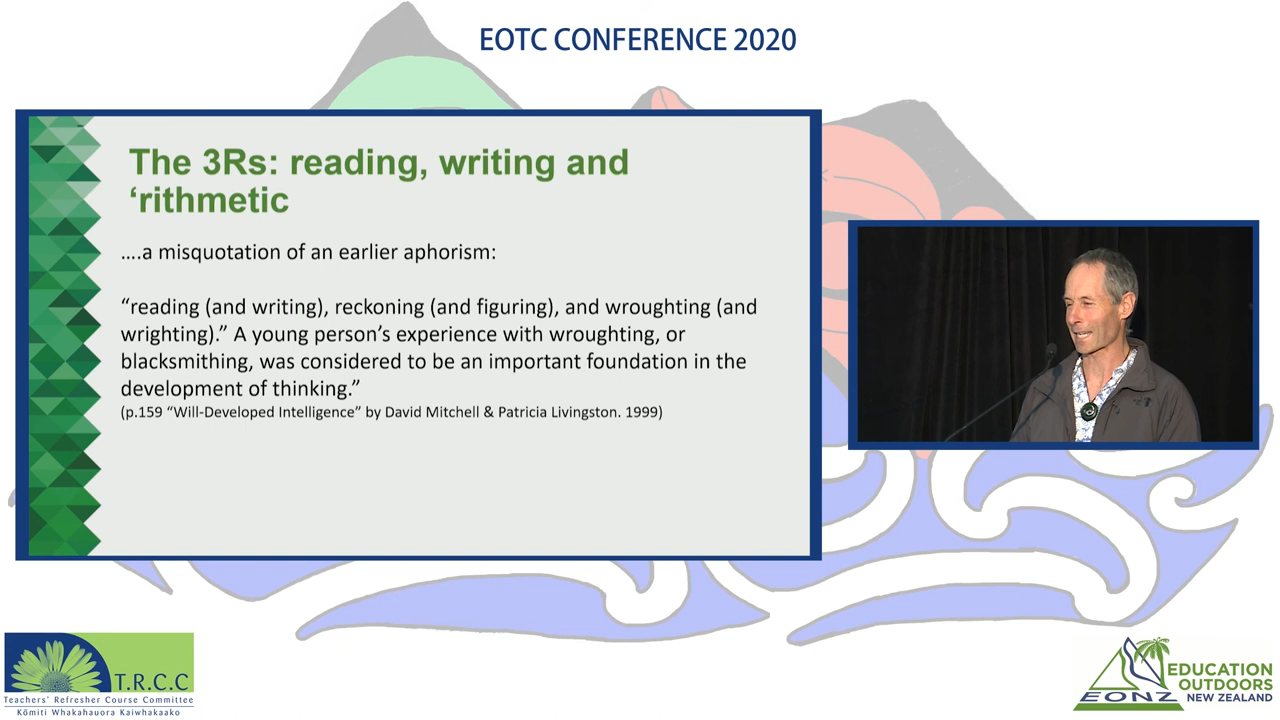 EOTC CONFERENCE 2020
The 3Rs: reading, writing and
‘rithmetic
....a misquotation of an earlier aphorism:
“reading (and writing), reckoning (and figuring), and wroughting (and
wrighting).” A young person’s experience with wroughting, or
blacksmithing, was considered to be an important foundation in the
development of thinking.”
(p.159 “Will-Developed Intelligence” by David Mitchell & Patricia Livingston. 1999)
T.R.C.C
Teachers' Refresher Course Committee
Kōmiti Whakahauora Kaiwhakaako
EONZ
EDUCATION
OUTDOORS
NEW ZEALAND